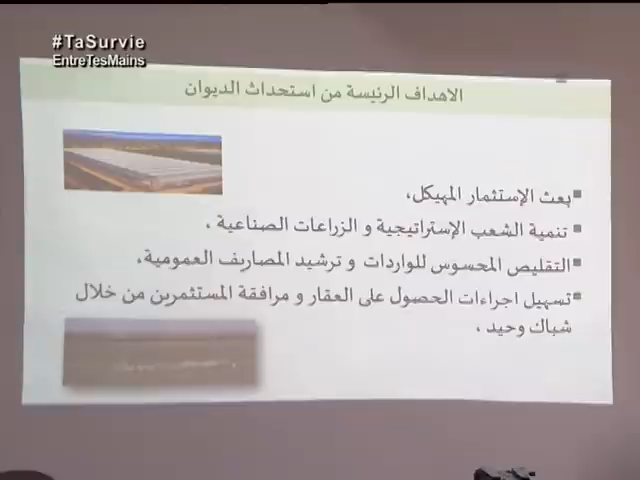 #TaSurvie
EntreTesMains
الاهداف الرئيسة من استحداث الديوان
بعث الإستثمار المهيكل،
تنمية الشعب الإستراتيجية و الزراعات الصناعية ،
التقليص المحسوس للواردات و ترشيد المصاريف العمومية،
تسهيل اجراءات الحصول على العقار و مرافقة المستثمرين من خلال
شباك وحيد ،